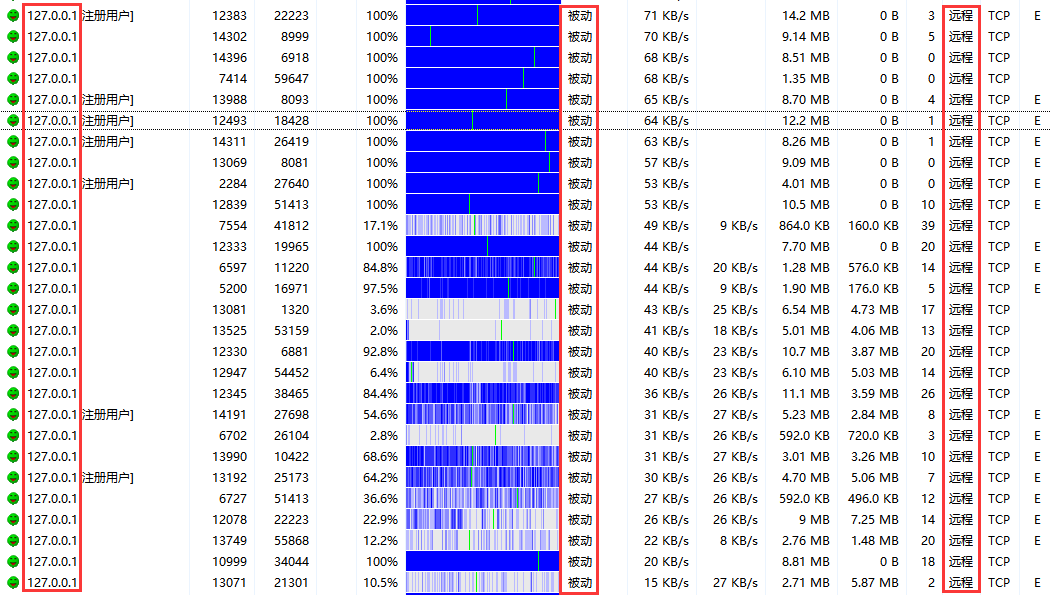 127.0.0.1 注册用户] 12383 22223 100% 被动 71 KB/s 14.2 MB 0 B 3 远程 TCP E
127.0.0.1 14302 8999 100% 被动 70 KB/s 9.14 MB 0 B 5 远程 TCP
127.0.0.1 14396 6918 100% 被动 68 KB/s 8.51 MB 0 B 0 远程 TCP
127.0.0.1 7414 59647 100% 被动 68 KB/s 1.35 MB 0 B 0 远程 TCP
127.0.0.1 注册用户] 13988 8093 100% 被动 65 KB/s 8.70 MB 0 B 4 远程 TCP E
127.0.0.1 注册用户] 12493 18428 100% 被动 64 KB/s 12.2 MB 0 B 1 远程 TCP E
127.0.0.1 注册用户] 14311 26419 100% 被动 63 KB/s 8.26 MB 0 B 1 远程 TCP E
127.0.0.1 13069 8081 100% 被动 57 KB/s 9.09 MB 0 B 0 远程 TCP E
127.0.0.1 注册用户] 2284 27640 100% 被动 53 KB/s 4.01 MB 0 B 0 远程 TCP E
127.0.0.1 12839 51413 100% 被动 53 KB/s 10 0 B 10 远程 TCP E
127.0.0.1 7554 41812 17.1% 被动 49 KB/s 9 KB/s 864.0 KB 160.0 KB 39 远程 TCP
127.0.0.1 12333 19965 100% 被动 44 KB/s 7.70 MB 0 B 20 远程 TCP E
127.0.0.1 6597 11220 84.8% 被动 44 KB/s 20 KB/s 1.28 MB 576.0 KB 14 远程 TCP E
127.0.0.1 5200 16971 97.5% 被动 44 KB/s 9 KB/s 1.90 MB 176.0 KB 5 远程 TCP E
127.0.0.1 13081 1320 3.6% 被动 43 KB/s 25 KB/s 6.54 MB 4.73 MB 17 远程 TCP
127.0.0.1 13525 53159 2.0% 被动 41 KB/s 18 KB/s 5.01 MB 4.06 MB 13 远程 TCP
127.0.0.1 12330 6881 92.8% 被动 40 KB/s 23 KB/s 10.7 MB 3.87 MB 20 远程 TCP
127.0.0.1 12947 54452 6.4% 被动 40 KB/s 23 KB/s 6.10 MB 5.03 MB 14 远程 TCP
127.0.0.1 12345 38465 84.4% 被动 36 KB/s 26 KB/s 11.1 MB 3.59 MB 26 远程 TCP
127.0.0.1 注册用户] 14191 27698 54.6% 被动 31 KB/s 27 KB/s 5.23 MB 2.84 MB 8 远程 TCP E
127.0.0.1 6702 26104 2.8% 被动 31 KB/s 26 KB/s 592.0 KB 720.0 KB 3 远程 TCP E
127.0.0.1 13990 10422 68.6% 被动 31 KB/s 27 KB/s 3.01 MB 3.26 MB 10 远程 TCP E
127.0.0.1 注册用户] 13192 25173 64.2% 被动 30 KB/s 26 KB/s 4.70 MB 5.06 MB 7 远程 TCP E
127.0.0.1 6727 51413 36.6% 被动 27 KB/s 26 KB/s 592.0 KB 496.0 KB 12 远程 TCP E
127.0.0.1 12078 22223 22.9% 被动 26 KB/s 26 KB/s 9 MB 7.25 MB 14 远程 TCP E
127.0.0.1 13749 55868 12.2% 被动 22 KB/s 8 KB/s 2.76 MB 1.48 MB 20 远程 TCP E
127.0.0.1 10999 34044 100% 被动 20 KB/s 8.81 MB 0 B 18 远程 TCP E
127.0.0.1 13071 21301 10.5% 被动 15 KB/s 27 KB/s 2.71 MB 5.87 MB 2 远程 TCP E